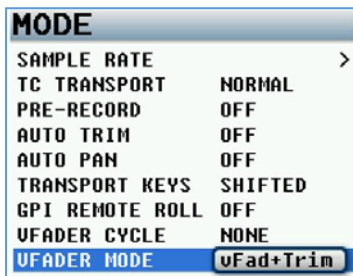 MODE
SAMPLE RATE >
TC TRANSPORT NORMAL
PRE-RECORD OFF
AUTO TRIM OFF
AUTO PAN OFF
TRANSPORT KEYS SHIFTED
GPI REMOTE ROLL OFF
VFADER CYCLE NONE
VFADER MODE vFad+Trim